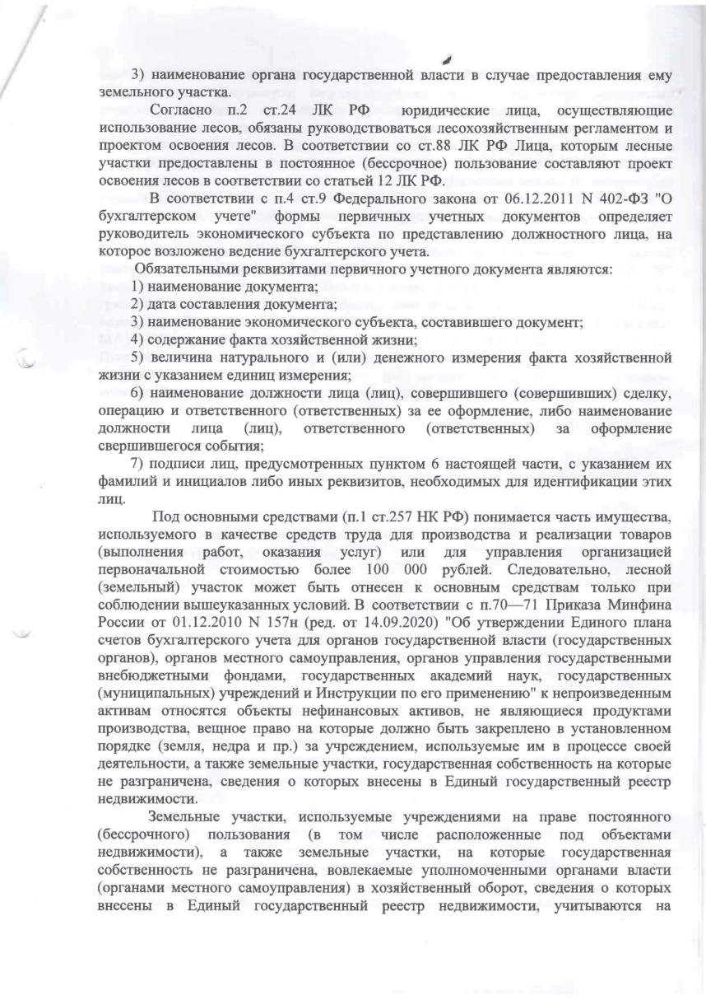 3) наименование органа государственной власти в случае предоставления ему
земельного участка.
Согласно п.2 ст.24 ЛК РФ юридические лица, осуществляющие
использование лесов, обязаны руководствоваться лесохозяйственным регламентом и
проектом освоения лесов. В соответствии со ст.88 ЛК РФ Лица, которым лесные
участки предоставлены в постоянное (бессрочное) пользование составляют проект
освоения лесов в соответствии со статьей 12 ЛК РФ.
В соответствии с п.4 ст.9 Федерального закона от 06.12.2011 N 402-ФЗ "О
бухгалтерском учете" формы первичных учетных документов определяет
руководитель экономического субъекта по представлению должностного лица, на
которое возложено ведение бухгалтерского учета.
Обязательными реквизитами первичного учетного документа являются:
1) наименование документа;
2) дата составления документа;
3) наименование экономического субъекта, составившего документ;
4) содержание факта хозяйственной жизни;
5) величина натурального и (или) денежного измерения факта хозяйственной
жизни с указанием единиц измерения;
6) наименование должности лица (лиц), совершившего (совершивших) сделку,
операцию и ответственного (ответственных) за ее оформление, либо наименование
должности лица (лиц), ответственного (ответственных) за оформление
свершившегося события;
7) подписи лиц, предусмотренных пунктом 6 настоящей части, с указанием их
фамилий и инициалов либо иных реквизитов, необходимых для идентификации этих
лиц.
Под основными средствами (п.1 ст.257 НК РФ) понимается часть имущества,
используемого в качестве средств труда для производства и реализации товаров
(выполнения работ, оказания услуг) или для управления организацией
первоначальной стоимостью более 100 000 рублей. Следовательно, лесной
(земельный) участок может быть отнесен к основным средствам только при
соблюдении вышеуказанных условий. В соответствии с п.70—71 Приказа Минфина
России от 01.12.2010 N 157н (ред. от 14.09.2020) "Об утверждении Единого плана
счетов бухгалтерского учета для органов государственной власти (государственных
органов), органов местного самоуправления, органов управления государственными
внебюджетными фондами, государственных академий наук, государственных
(муниципальных) учреждений и Инструкции по его применению" к непроизведенным
активам относятся объекты нефинансовых активов, не являющиеся продуктами
производства, вещное право на которые должно быть закреплено в установленном
порядке (земля, недра и пр.) за учреждением, используемые им в процессе своей
деятельности, а также земельные участки, государственная собственность на которые
не разграничена, сведения о которых внесены в Единый государственный реестр
недвижимости.
Земельные участки, используемые учреждениями на праве постоянного
(бессрочного) пользования (в том числе расположенные под объектами
недвижимости), а также земельные участки, на которые государственная
собственность не разграничена, вовлекаемые уполномоченными органами власти
(органами местного самоуправления) в хозяйственный оборот, сведения о которых
внесены в Единый государственный реестр недвижимости, учитываются на